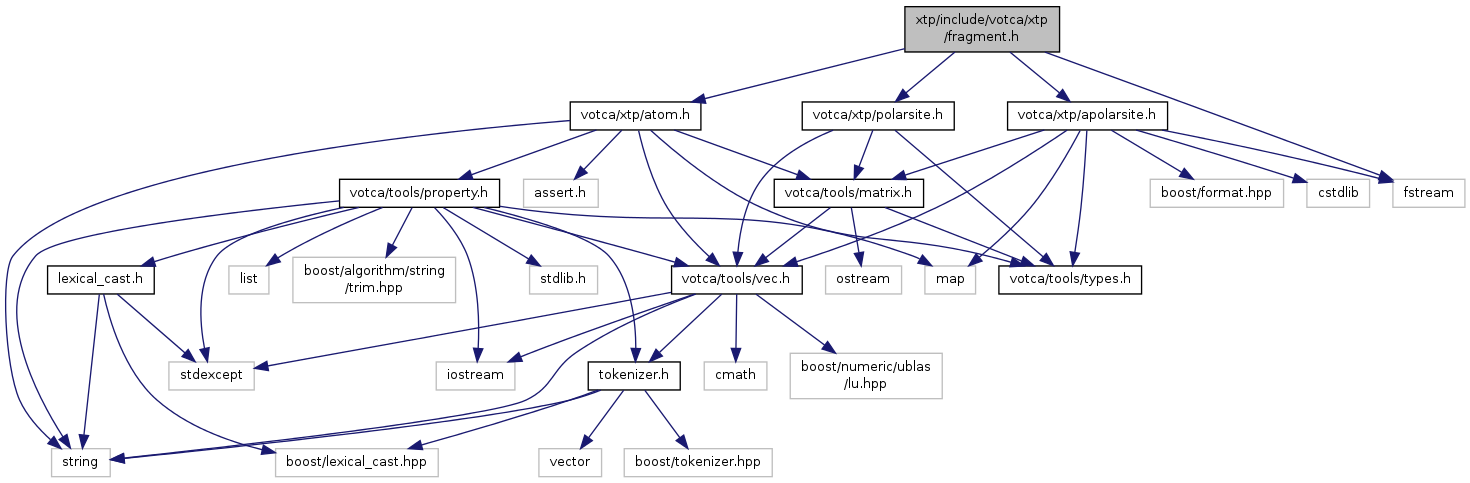 xtp/include/votca/xtp
/fragment.h
votca/xtp/atom.h
votca/xtp/polarsite.h
votca/xtp/apolarsite.h
votca/tools/property.h
assert.h
votca/tools/matrix.h
boost/format.hpp
cstdlib
fstream
lexical_cast.h
list
boost/algorithm/string
/trim.hpp
stdlib.h
votca/tools/vec.h
ostream
map
votca/tools/types.h
stdexcept
iostream
tokenizer.h
cmath
boost/numeric/ublas
/lu.hpp
string
boost/lexical_cast.hpp
vector
boost/tokenizer.hpp